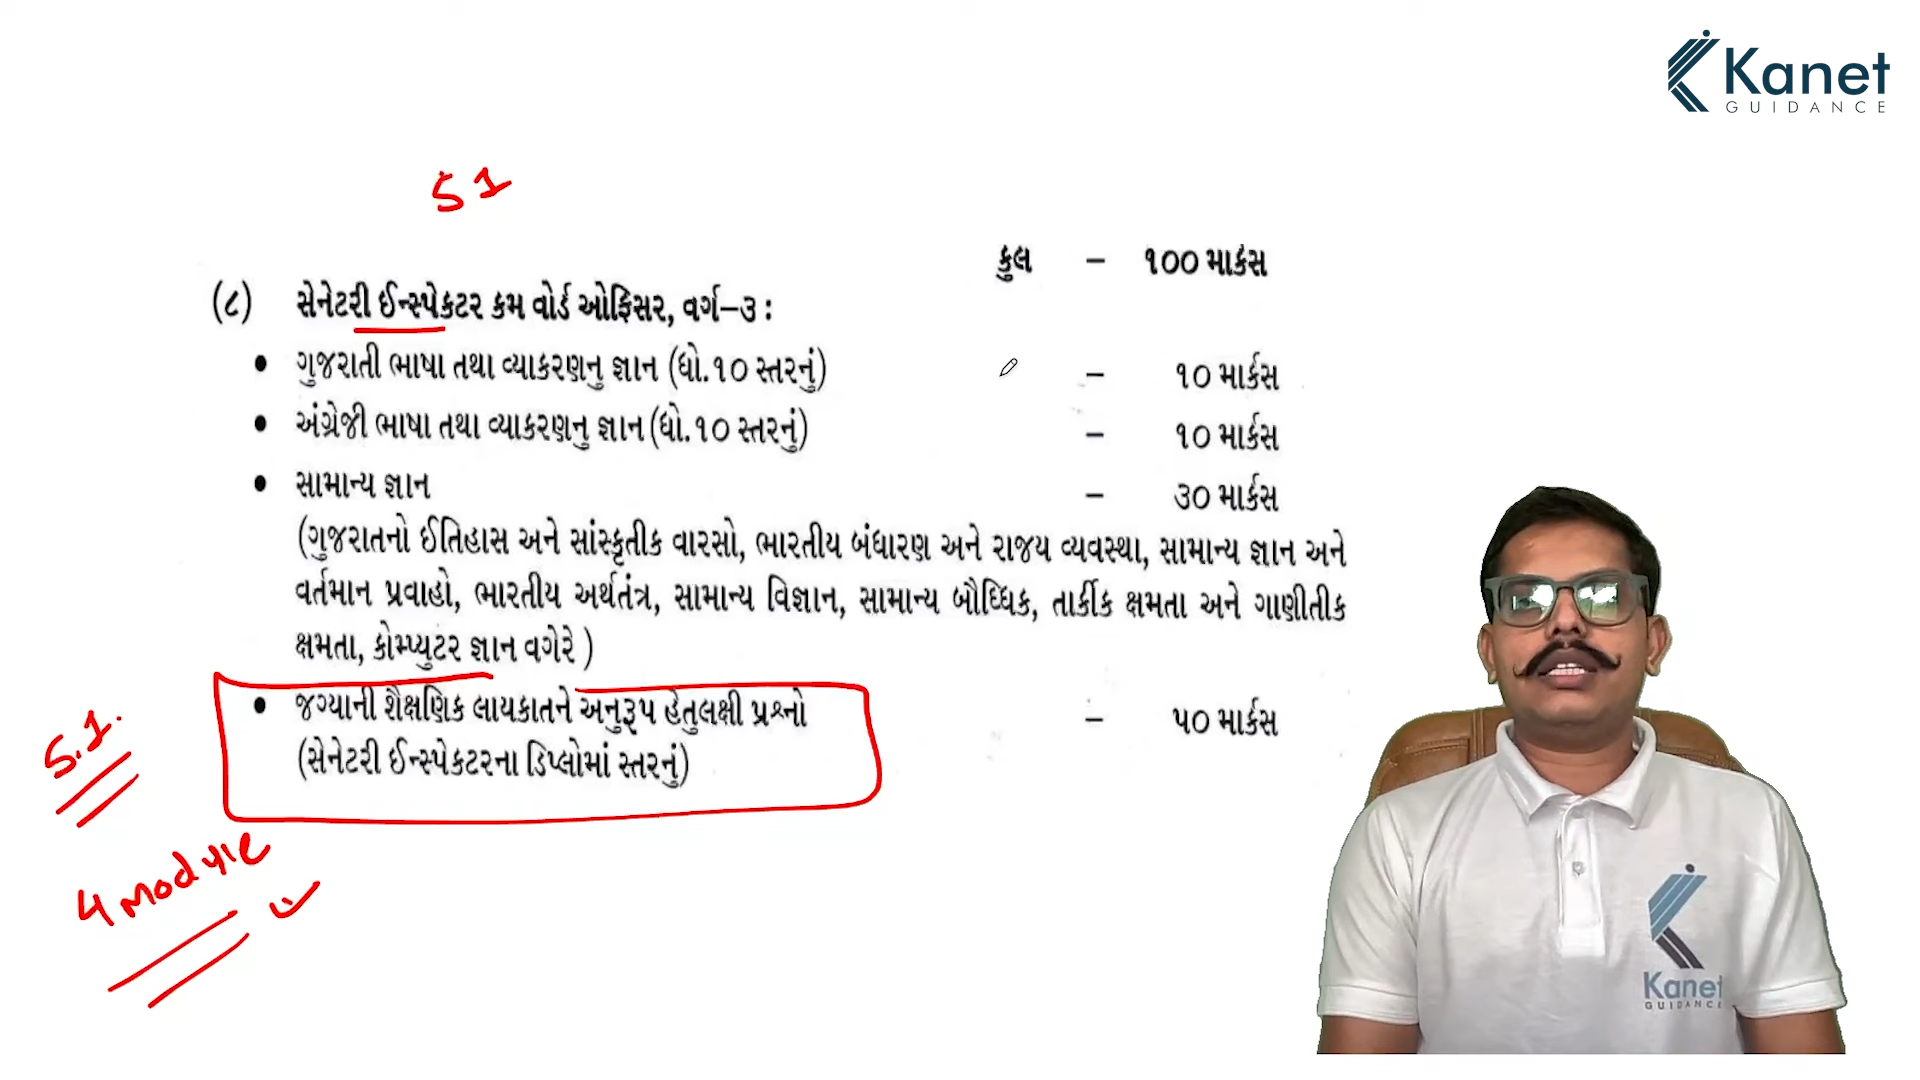 Kanet
GUIDANCE
S1
કુલ – ૧૦૦ માર્કસ
(૮) સેનેટરી ઈન્સ્પેકટર કમ વોર્ડ ઓફિસર, વર્ગ–૩ :
• ગુજરાતી ભાષા તથા વ્યાકરણનુ જ્ઞાન (ધો.૧૦ સ્તરનું) – ૧૦ માર્કસ
• અંગ્રેજી ભાષા તથા વ્યાકરણનુ જ્ઞાન (ધો.૧૦ સ્તરનું) – ૧૦ માર્કસ
• સામાન્ય જ્ઞાન – ૩૦ માર્કસ
(ગુજરાતનો ઈતિહાસ અને સાંસ્કૃતીક વારસો, ભારતીય બંધારણ અને રાજય વ્યવસ્થા, સામાન્ય જ્ઞાન અને
વર્તમાન પ્રવાહો, ભારતીય અર્થતંત્ર, સામાન્ય વિજ્ઞાન, સામાન્ય બૌધ્ધિક, તાર્કીક ક્ષમતા અને ગાણીતીક
ક્ષમતા, કોમ્પ્યુટર જ્ઞાન વગેરે )
• જગ્યાની શૈક્ષણિક લાયકાતને અનુરૂપ હેતુલક્ષી પ્રશ્નો – ૫૦ માર્કસ
(સેનેટરી ઈન્સ્પેકટરના ડિપ્લોમાં સ્તરનું)
S.1.
4 module
Kanet
GUIDANCE